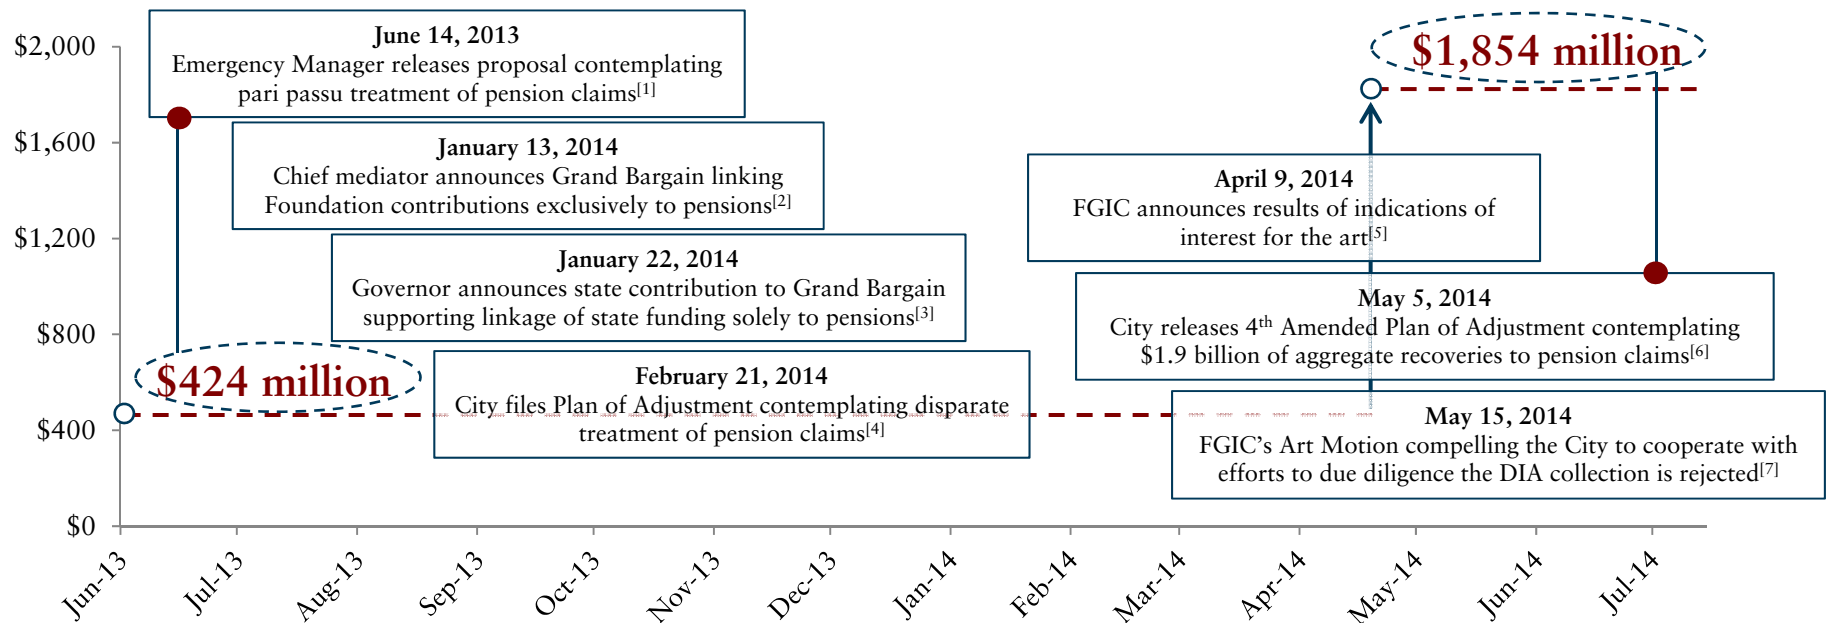 $2,000
$1,600
$1,200
$800
$400
$0
June 14, 2013
Emergency Manager releases proposal contemplating
pari passu treatment of pension claims[1]
January 13, 2014
Chief mediator announces Grand Bargain linking
Foundation contributions exclusively to pensions[2]
January 22, 2014
Governor announces state contribution to Grand Bargain
supporting linkage of state funding solely to pensions[3]
$424 million
February 21, 2014
City files Plan of Adjustment contemplating disparate
treatment of pension claims[4]
$1,854 million
April 9, 2014
FGIC announces results of indications of
interest for the art[5]
May 5, 2014
City releases 4th Amended Plan of Adjustment contemplating
$1.9 billion of aggregate recoveries to pension claims[6]
May 15, 2014
FGIC’s Art Motion compelling the City to cooperate with
efforts to due diligence the DIA collection is rejected[7]
Jun-13
Jul-13
Aug-13
Sep-13
Oct-13
Nov-13
Dec-13
Jan-14
Feb-14
Mar-14
Apr-14
May-14
Jun-14
Jul-14